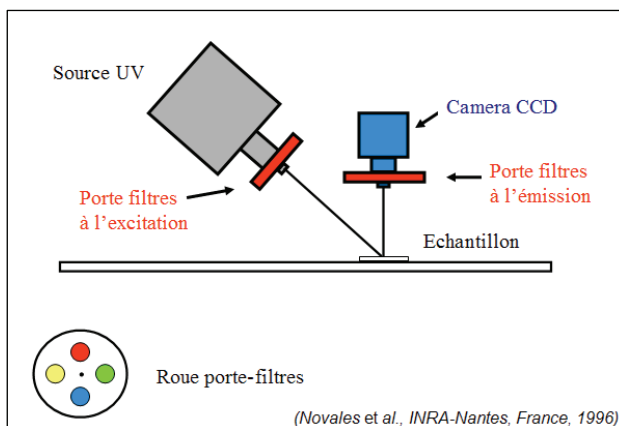 Source UV
Camera CCD
Porte filtres
à l’excitation
Porte filtres
à l’émission
Echantillon
Roue porte-filtres
(Novales et al., INRA-Nantes, France, 1996)